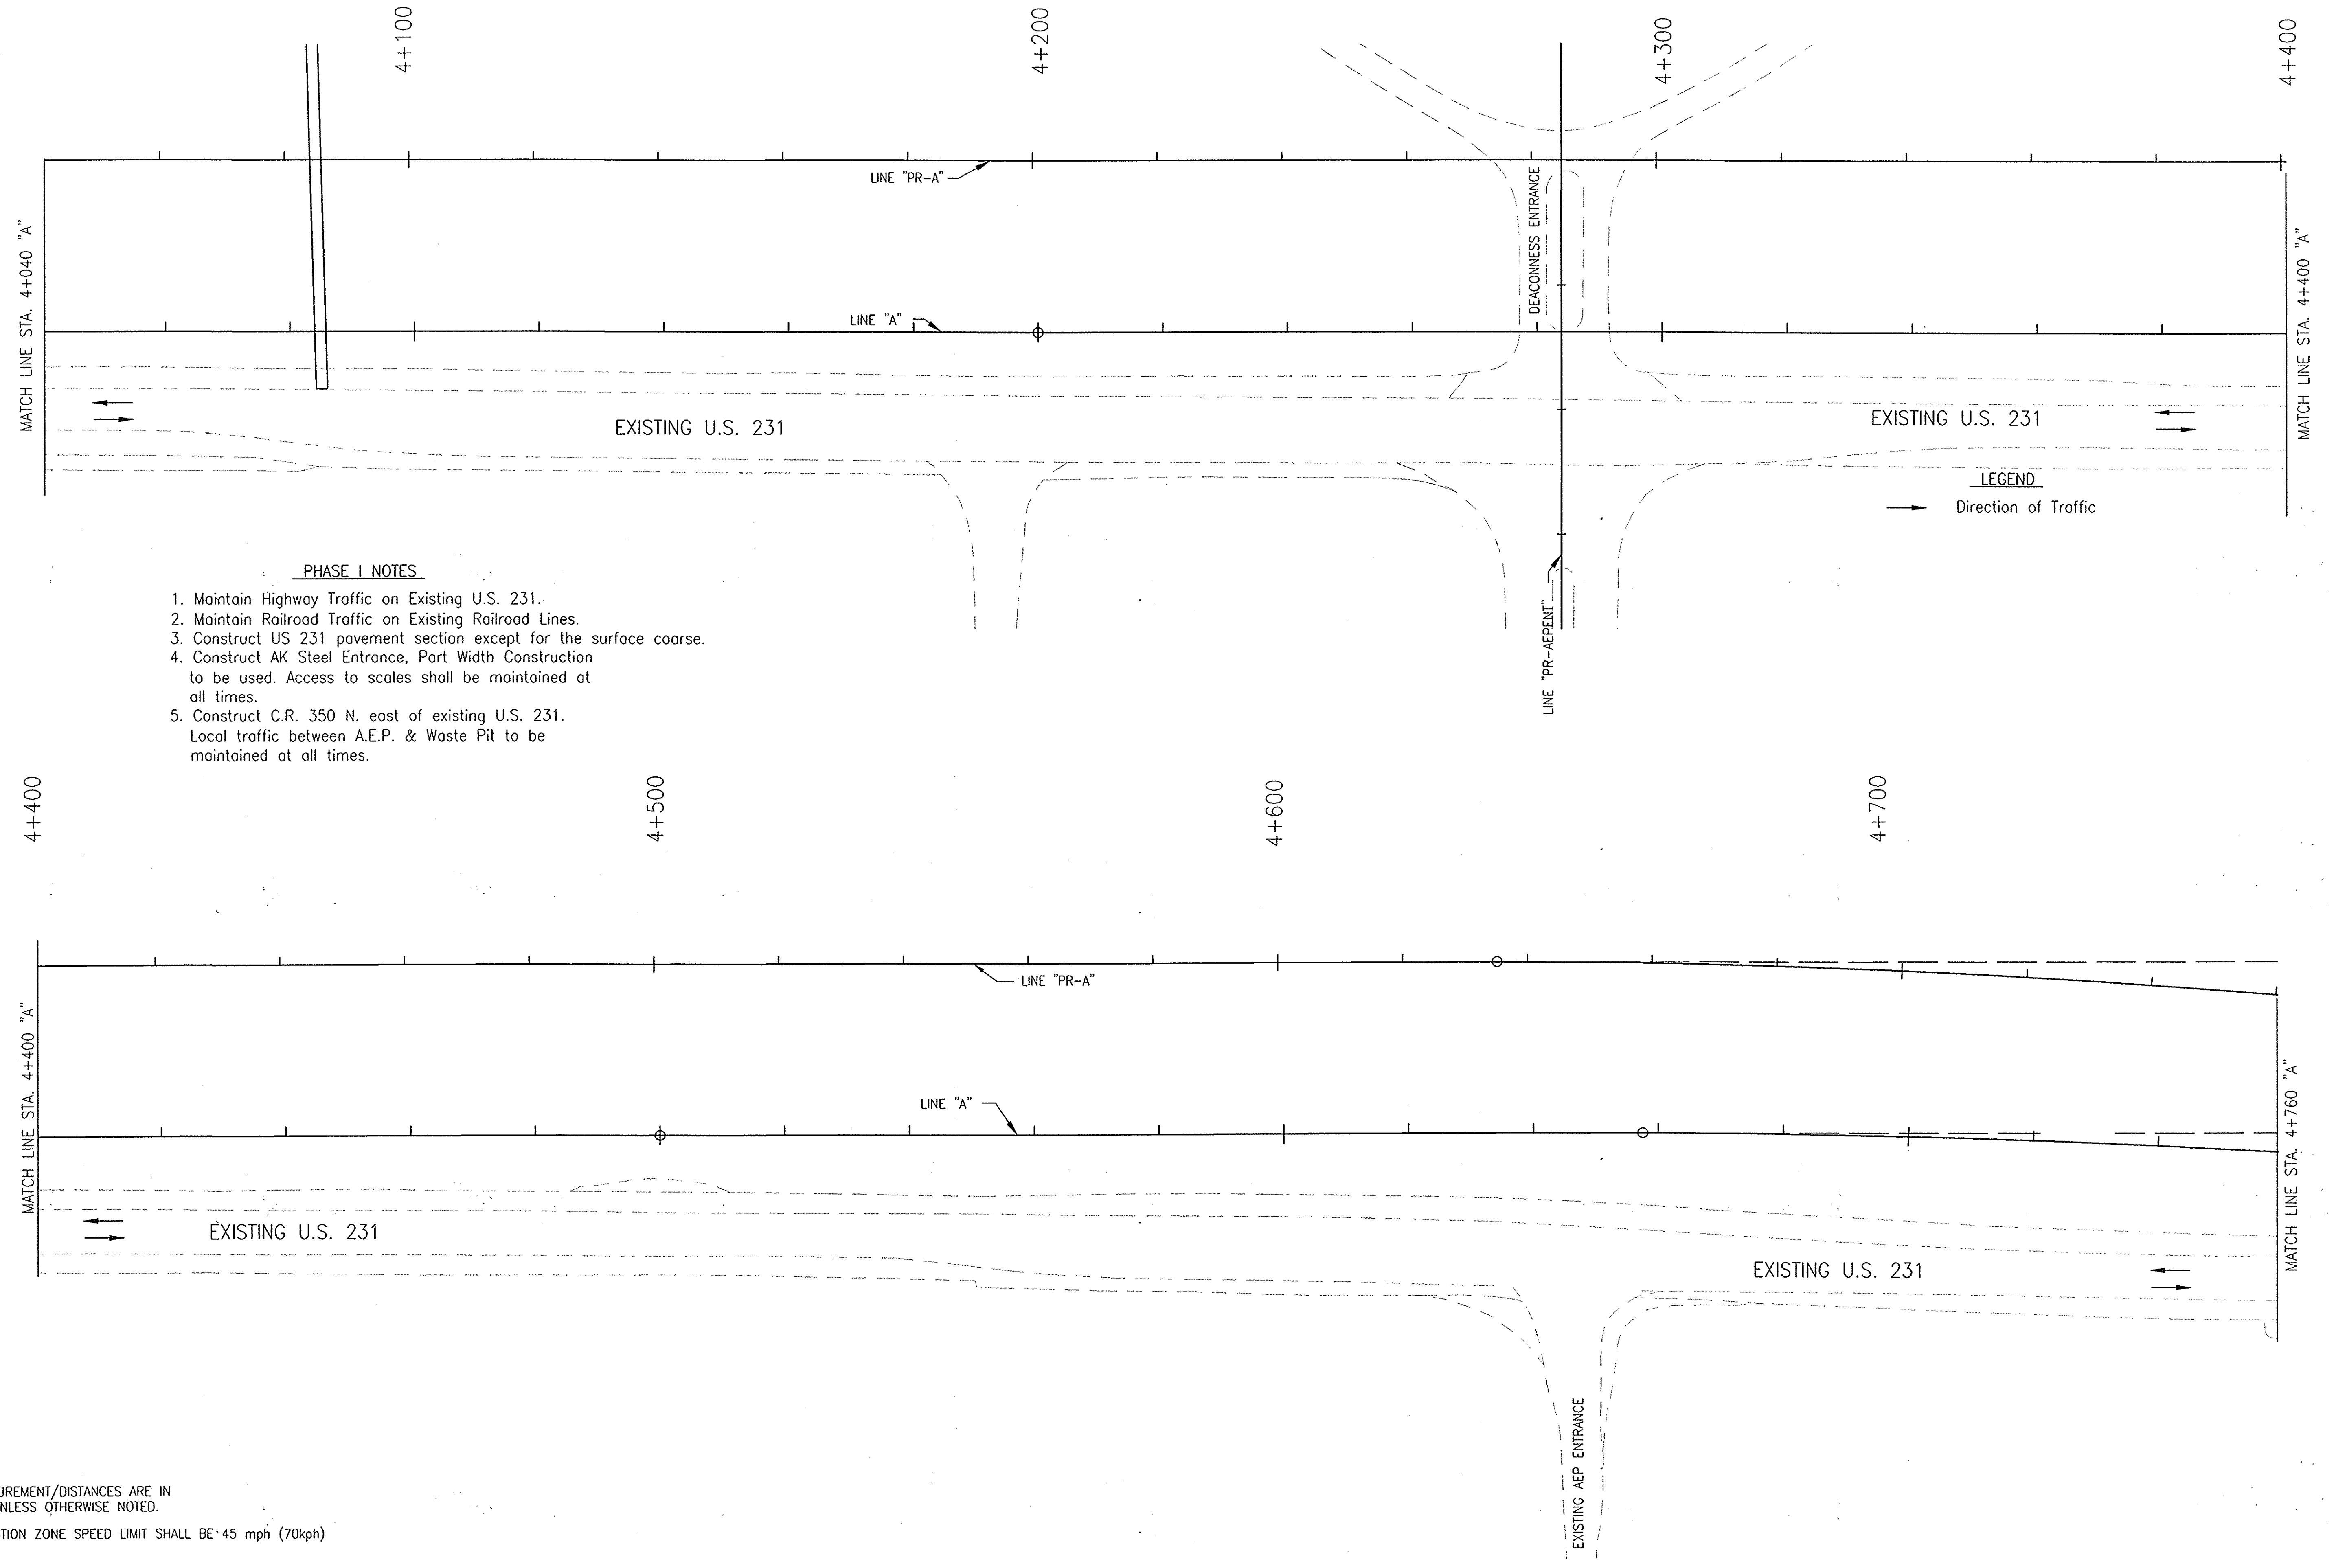 4+100
4+200
4+300
4+400
LINE "PR-A"
DEACONNESS ENTRANCE
MATCH LINE STA. 4+040 "A"
LINE "A"
MATCH LINE STA. 4+400 "A"
EXISTING U.S. 231
EXISTING U.S. 231
LEGEND
Direction of Traffic
LINE "PR-AEPENT"
PHASE I NOTES
1. Maintain Highway Traffic on Existing U.S. 231.
2. Maintain Railroad Traffic on Existing Railroad Lines.
3. Construct US 231 pavement section except for the surface coarse.
4. Construct AK Steel Entrance, Part Width Construction
to be used. Access to scales shall be maintained at
all times.
5. Construct C.R. 350 N. east of existing U.S. 231.
Local traffic between A.E.P. & Waste Pit to be
maintained at all times.
4+400
4+500
4+600
4+700
LINE "PR-A"
MATCH LINE STA. 4+400 "A"
LINE "A"
MATCH LINE STA. 4+760 "A"
EXISTING U.S. 231
EXISTING U.S. 231
EXISTING AEP ENTRANCE
UREMENT/DISTANCES ARE IN
NLESS OTHERWISE NOTED.
TION ZONE SPEED LIMIT SHALL BE 45 mph (70kph)